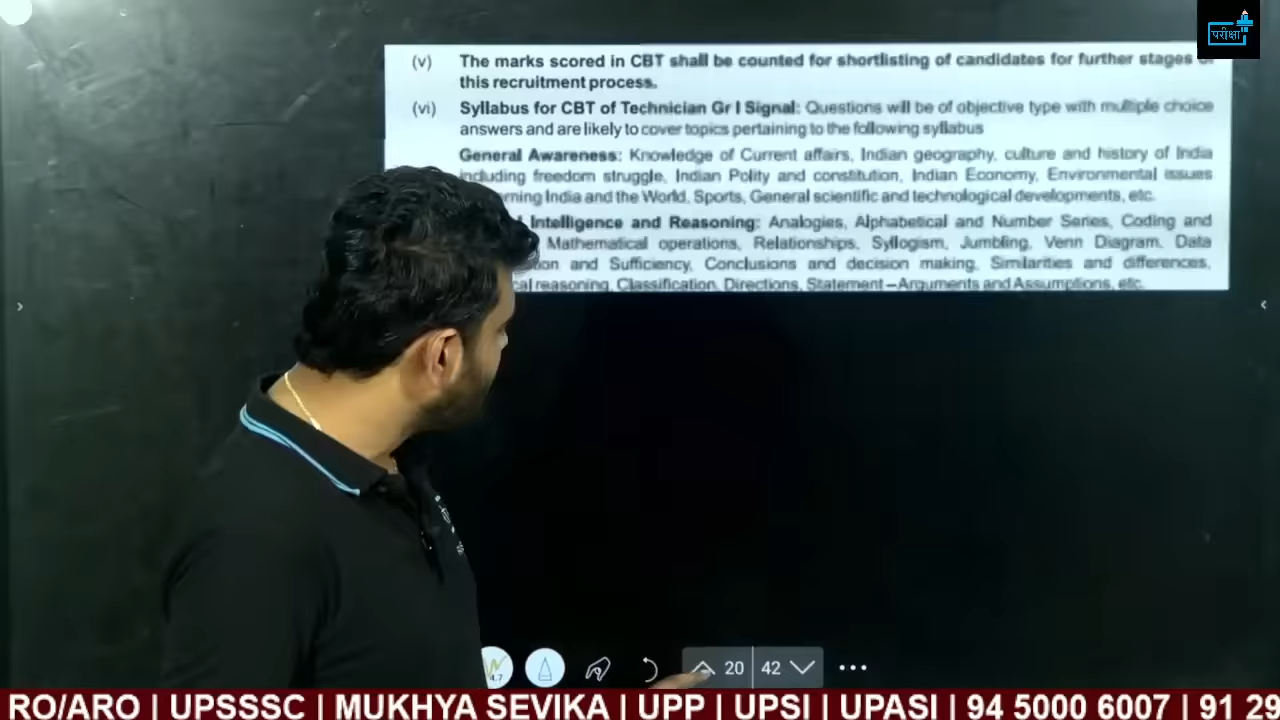 परीक्षा
(v) The marks scored in CBT shall be counted for shortlisting of candidates for further stages of
this recruitment process.
(vi) Syllabus for CBT of Technician Gr I Signal: Questions will be of objective type with multiple choice
answers and are likely to cover topics pertaining to the following syllabus
General Awareness: Knowledge of Current affairs, Indian geography, culture and history of India
including freedom struggle, Indian Polity and constitution, Indian Economy, Environmental issues
rning India and the World, Sports, General scientific and technological developments, etc.
Intelligence and Reasoning: Analogies, Alphabetical and Number Series, Coding and
Mathematical operations, Relationships, Syllogism, Jumbling, Venn Diagram, Data
ion and Sufficiency, Conclusions and decision making, Similarities and differences,
cal reasoning, Classification, Directions, Statement – Arguments and Assumptions, etc.
4.7 20 42
RO/ARO | UPSSSC | MUKHYA SEVIKA | UPP | UPSI | UPASI | 94 5000 6007 | 91 29